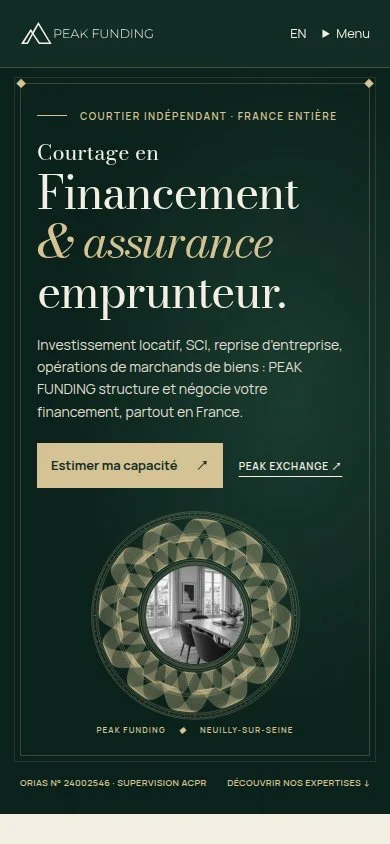 PEAK FUNDING
EN ▶ Menu
COURTIER INDÉPENDANT · FRANCE ENTIÈRE
Courtage en
Financement
& assurance
emprunteur.
Investissement locatif, SCI, reprise d'entreprise,
opérations de marchands de biens : PEAK
FUNDING structure et négocie votre
financement, partout en France.
Estimer ma capacité ↗
PEAK EXCHANGE ↗
PEAK FUNDING ◆ NEUILLY-SUR-SEINE
ORIAS N° 24002546 · SUPERVISION ACPR
DÉCOUVRIR NOS EXPERTISES ↓